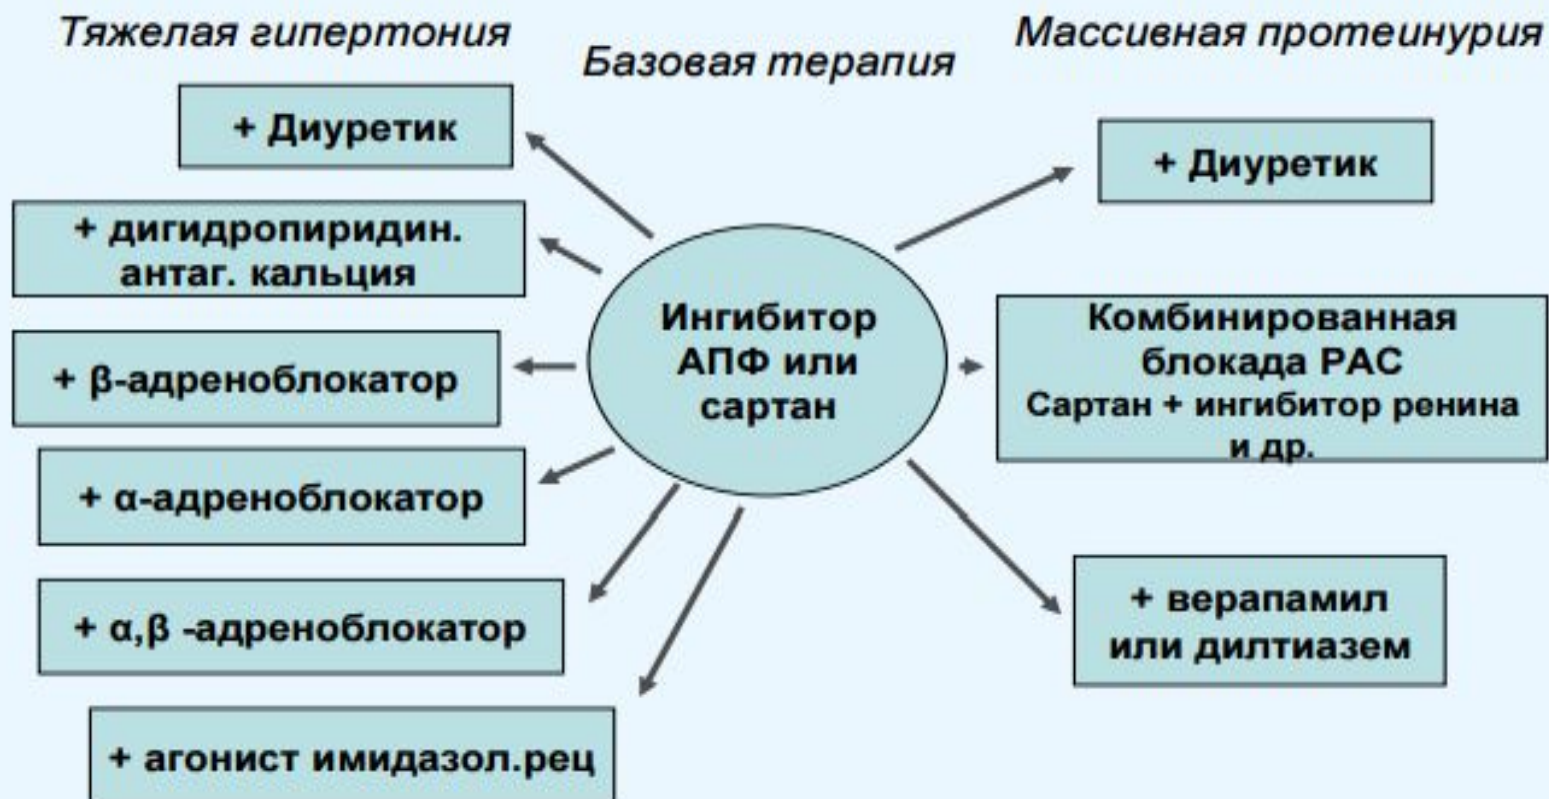 Тяжелая гипертония
Базовая терапия
Массивная протеинурия
+ Диуретик
+ дигидропиридин.
антаг. кальция
+ β-адреноблокатор
+ α-адреноблокатор
+ α,β -адреноблокатор
+ агонист имидазол.рец
Ингибитор
АПФ или
сартан
+ Диуретик
Комбинированная
блокада РАС
Сартан + ингибитор ренина
и др.
+ верапамил
или дилтиазем